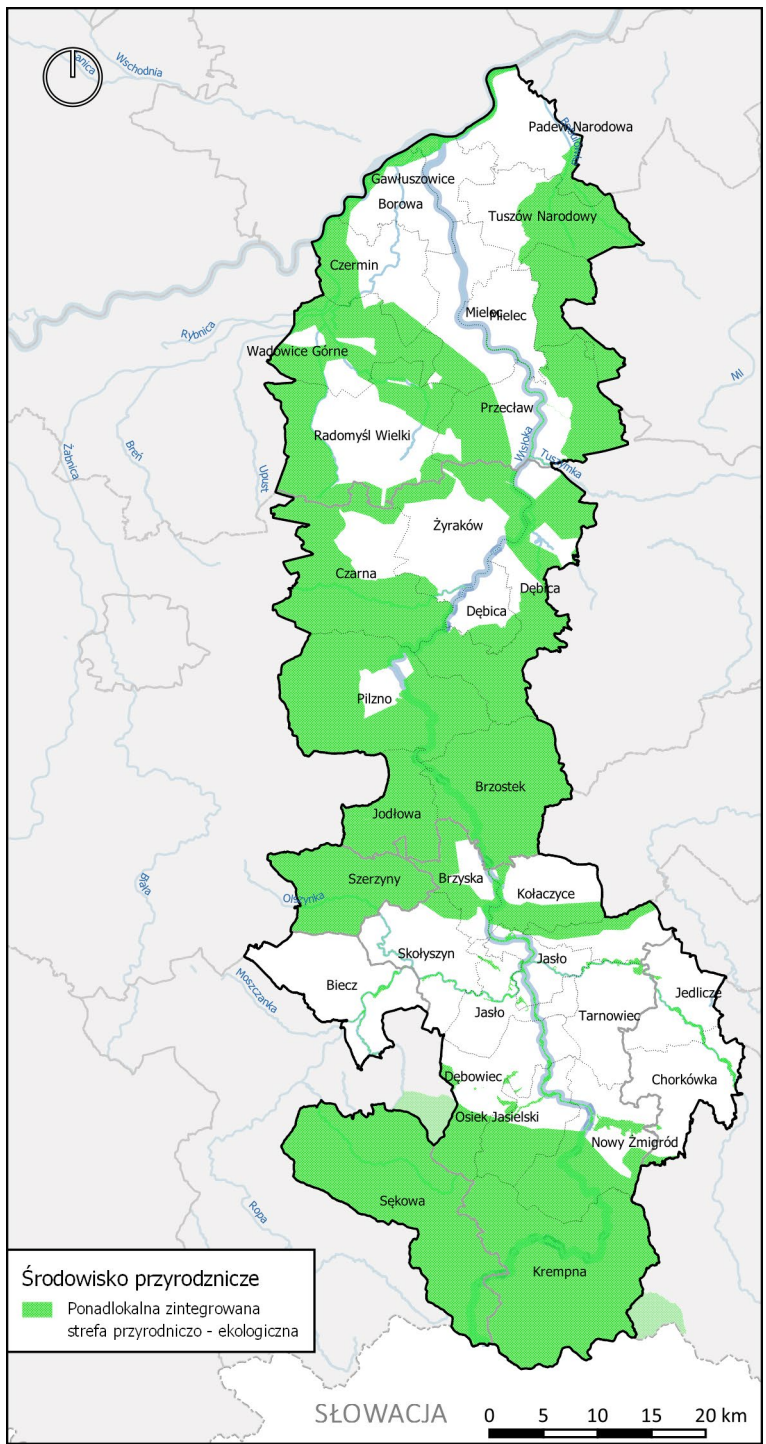 Wschodnia
Padew Narodowa
Gawłuszowice
Borowa
Tuszów Narodowy
Czermin
Mielec
Mielec
Rybnica
Wadowice Górne
Przecław
Radomyśl Wielki
Wisłoka
Tuszymka
Żabnica
Breń
Upust
Żyraków
Czarna
Dębica
Dębica
Pilzno
Brzostek
Jodłowa
Szerzyny
Brzyska
Kołaczyce
Biała
Olszynka
Skołyszyn
Jasło
Biecz
Moszczanka
Jedlicze
Jasło
Tarnowiec
Dębowiec
Chorkówka
Osiek Jasielski
Nowy Żmigród
Sękowa
Ropa
Krempna
Środowisko przyrodznicze
Ponadlokalna zintegrowana
strefa przyrodniczo - ekologiczna
SŁOWACJA
0 5 10 15 20 km